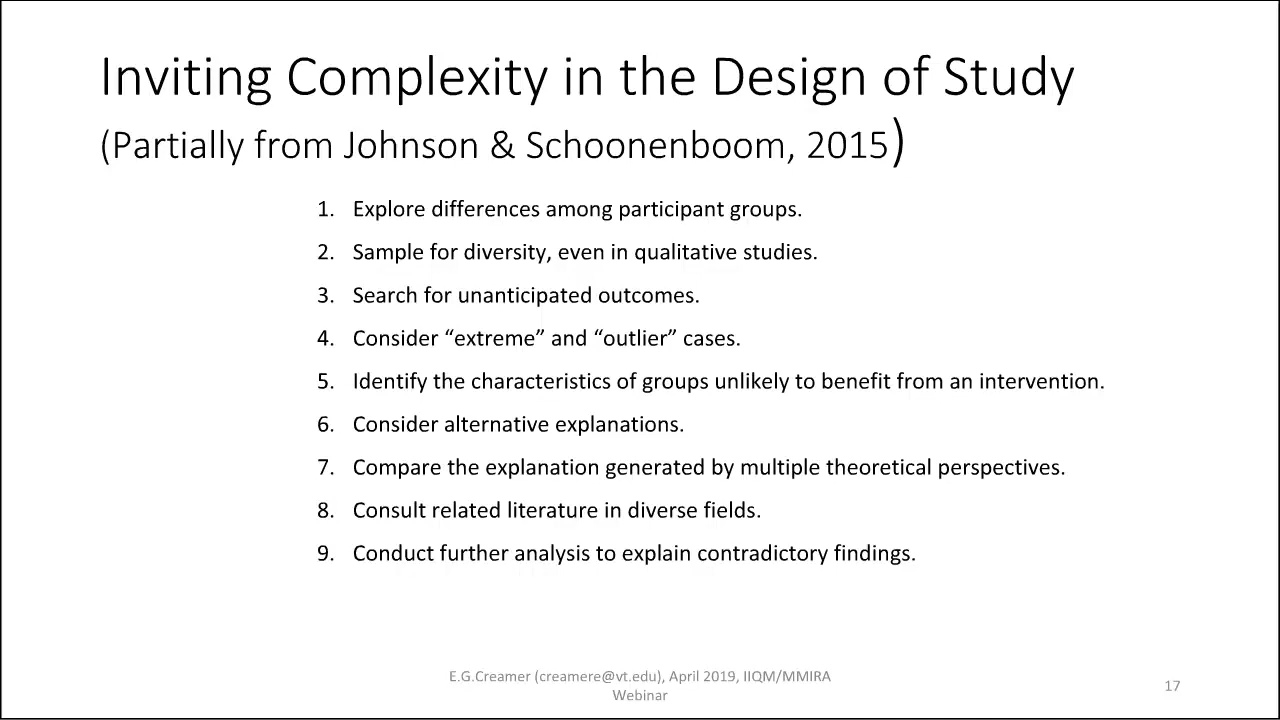 Inviting Complexity in the Design of Study
(Partially from Johnson & Schoonenboom, 2015)
1. Explore differences among participant groups.
2. Sample for diversity, even in qualitative studies.
3. Search for unanticipated outcomes.
4. Consider “extreme” and “outlier” cases.
5. Identify the characteristics of groups unlikely to benefit from an intervention.
6. Consider alternative explanations.
7. Compare the explanation generated by multiple theoretical perspectives.
8. Consult related literature in diverse fields.
9. Conduct further analysis to explain contradictory findings.
E.G.Creamer (creamere@vt.edu), April 2019, IIQM/MMIRA
Webinar
17